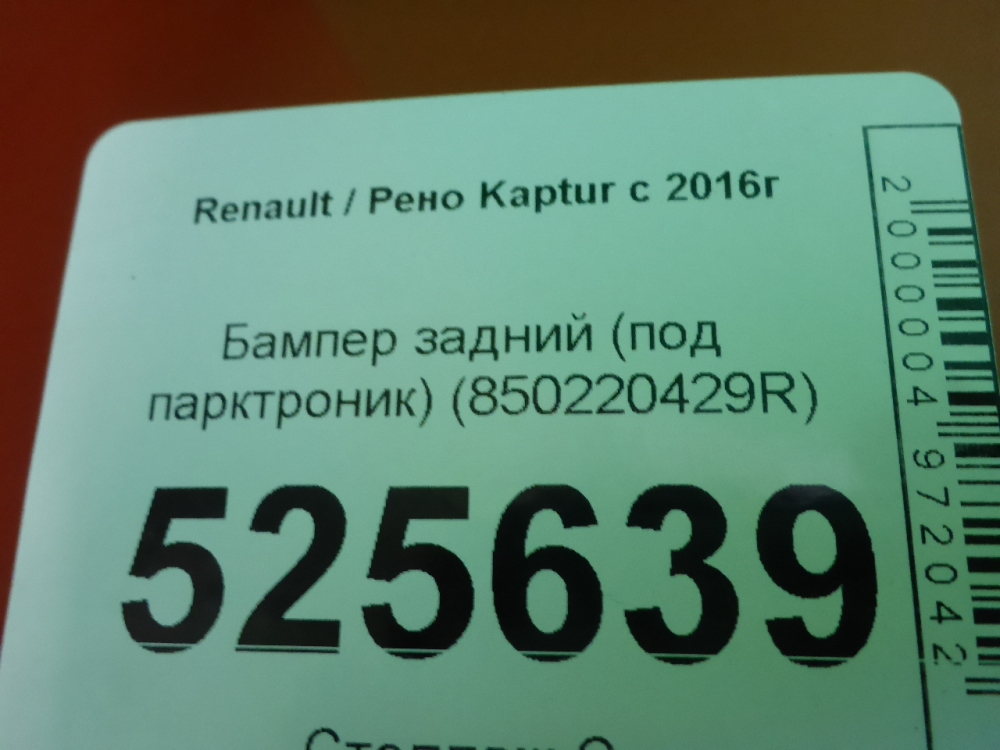 Renault / Рено Kaptur с 2016г
Бампер задний (под
парктроник) (850220429R)
525639
2000004972042